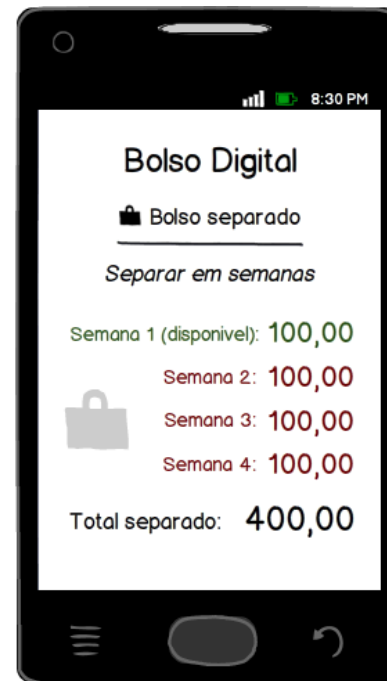 8:30 PM
Bolso Digital
Bolso separado
Separar em semanas
Semana 1 (disponivel): 100,00
Semana 2: 100,00
Semana 3: 100,00
Semana 4: 100,00
Total separado: 400,00